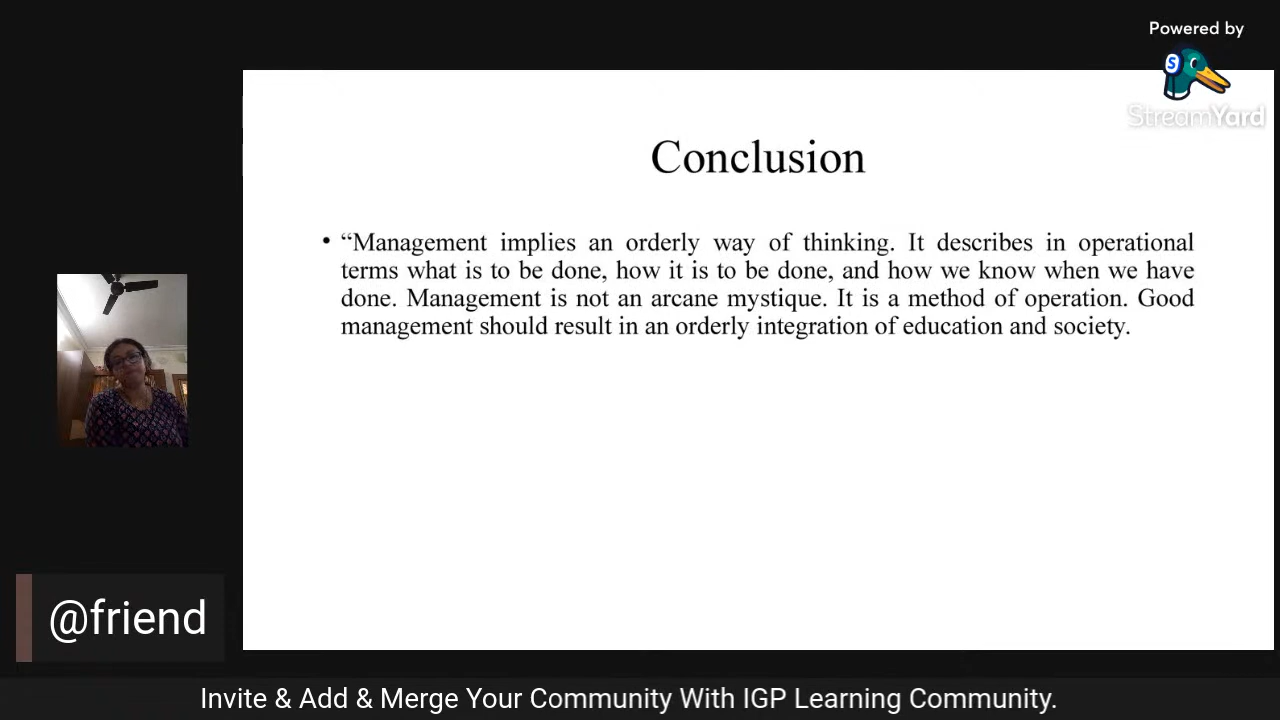 Powered by
S
StreamYard
Conclusion
• “Management implies an orderly way of thinking. It describes in operational
terms what is to be done, how it is to be done, and how we know when we have
done. Management is not an arcane mystique. It is a method of operation. Good
management should result in an orderly integration of education and society.
@friend
Invite & Add & Merge Your Community With IGP Learning Community.